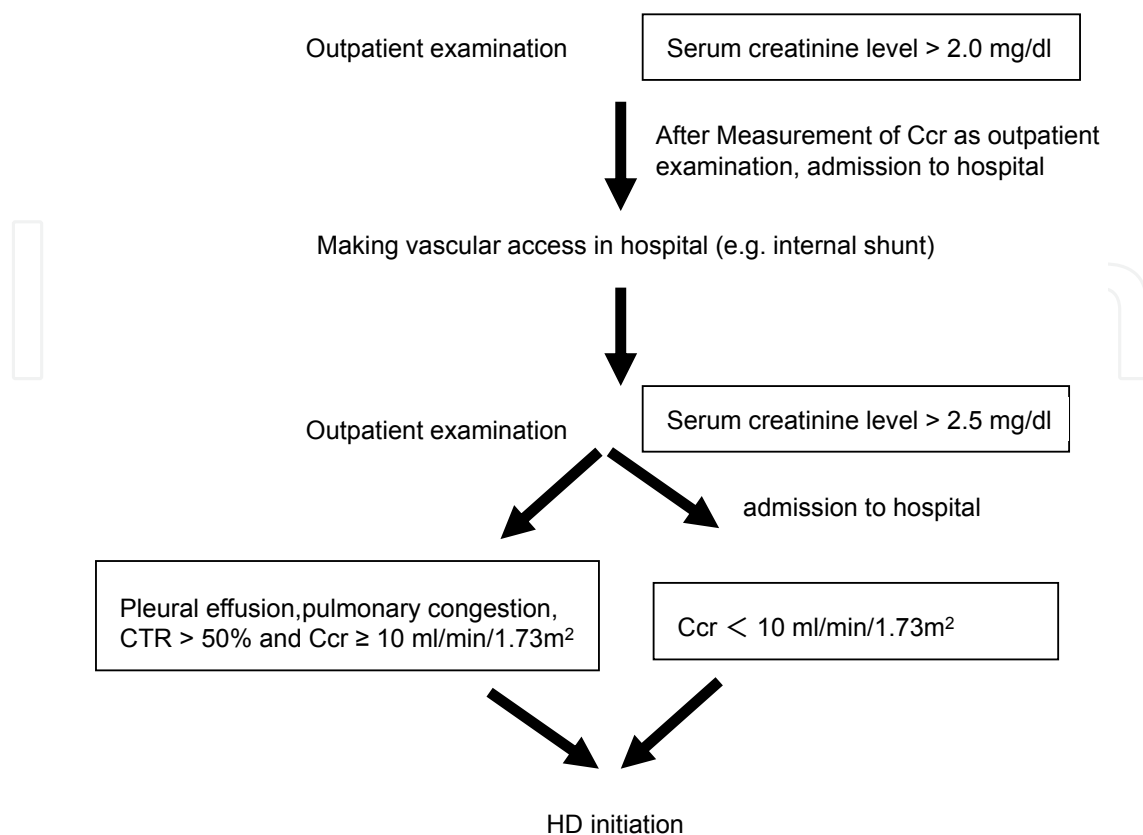 Outpatient examination
Serum creatinine level > 2.0 mg/dl
After Measurement of Ccr as outpatient
examination, admission to hospital
Making vascular access in hospital (e.g. internal shunt)
Outpatient examination
Serum creatinine level > 2.5 mg/dl
admission to hospital
Pleural effusion,pulmonary congestion,
CTR > 50% and Ccr ≥ 10 ml/min/1.73m²
Ccr ＜ 10 ml/min/1.73m²
HD initiation